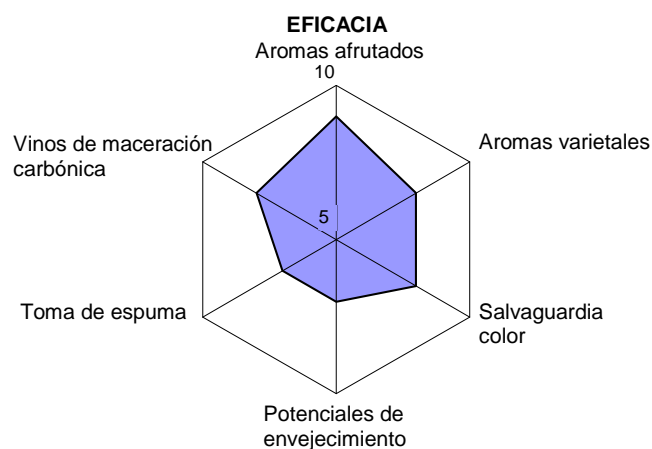 EFICACIA
Aromas afrutados
10
Vinos de maceración
carbónica
Aromas varietales
5
Toma de espuma
Salvaguardia
color
Potenciales de
envejecimiento